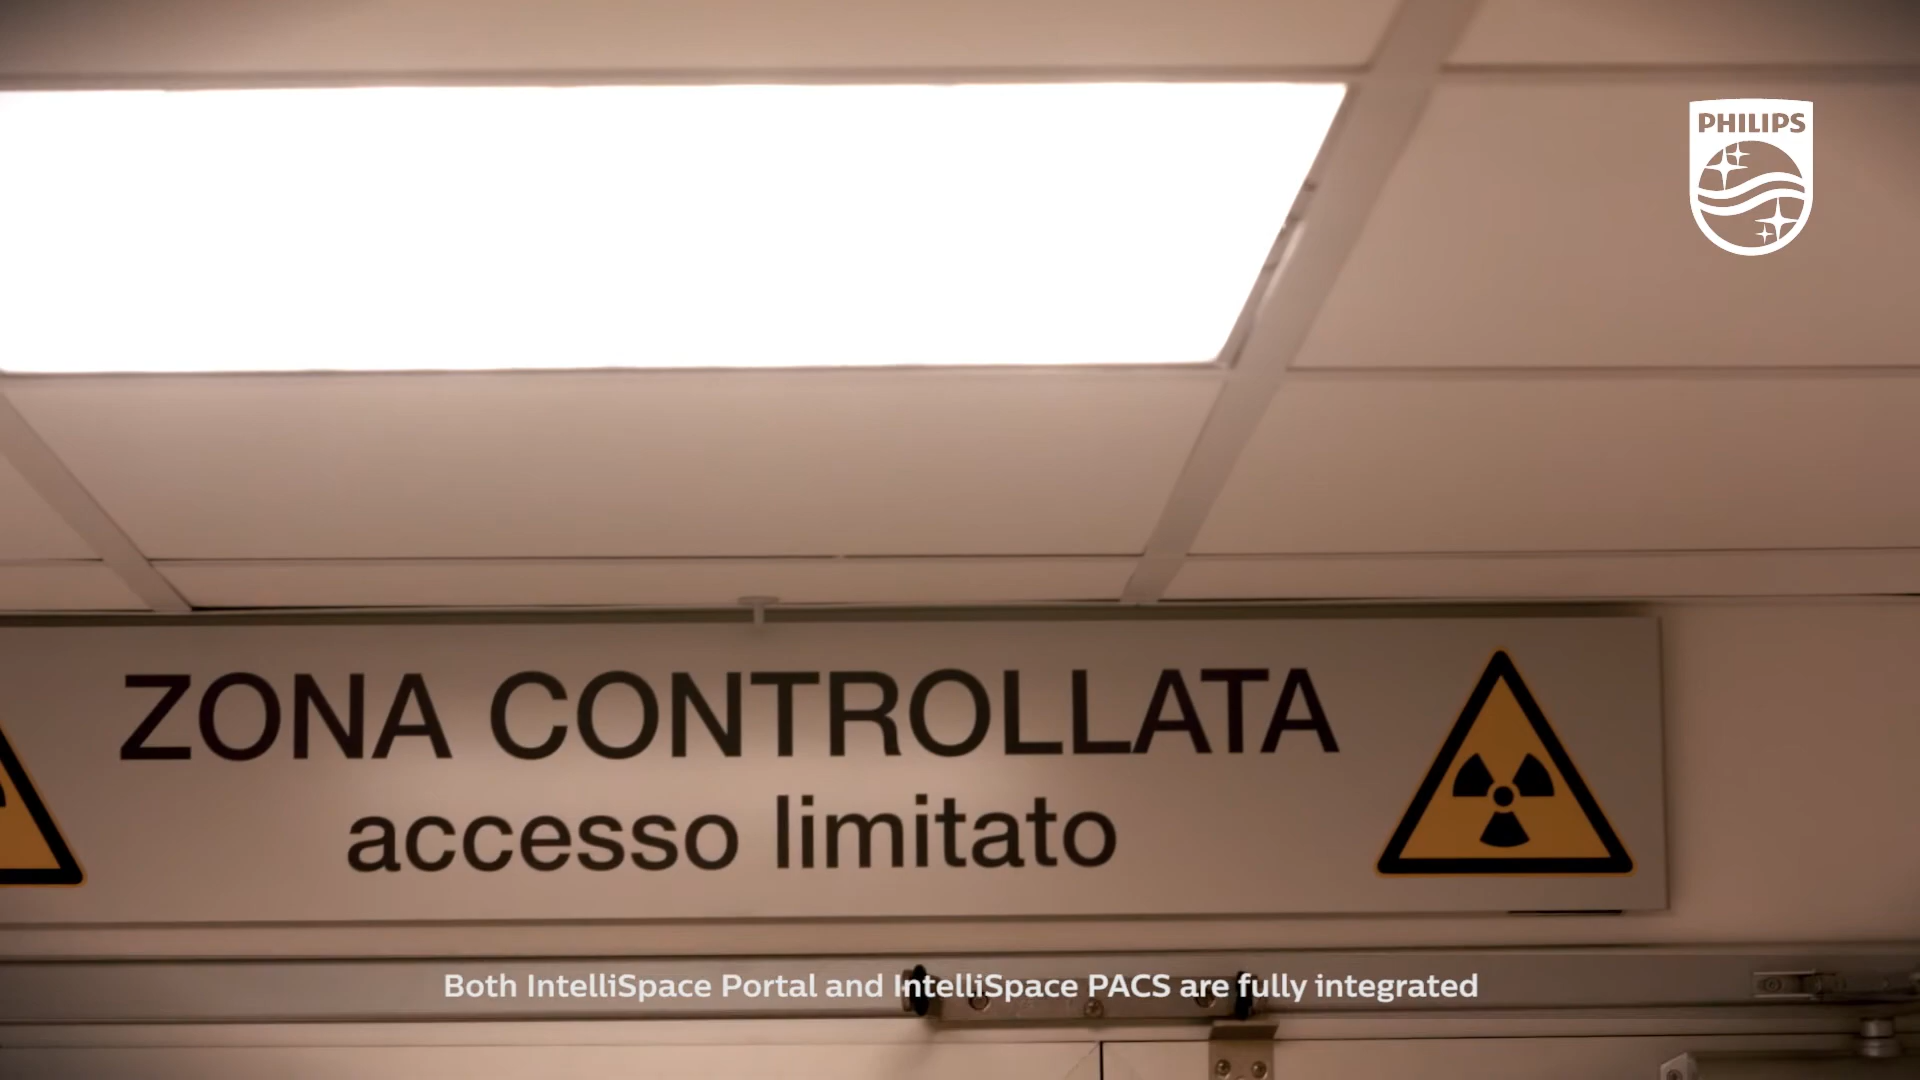 PHILIPS
ZONA CONTROLLATA
accesso limitato
Both IntelliSpace Portal and IntelliSpace PACS are fully integrated